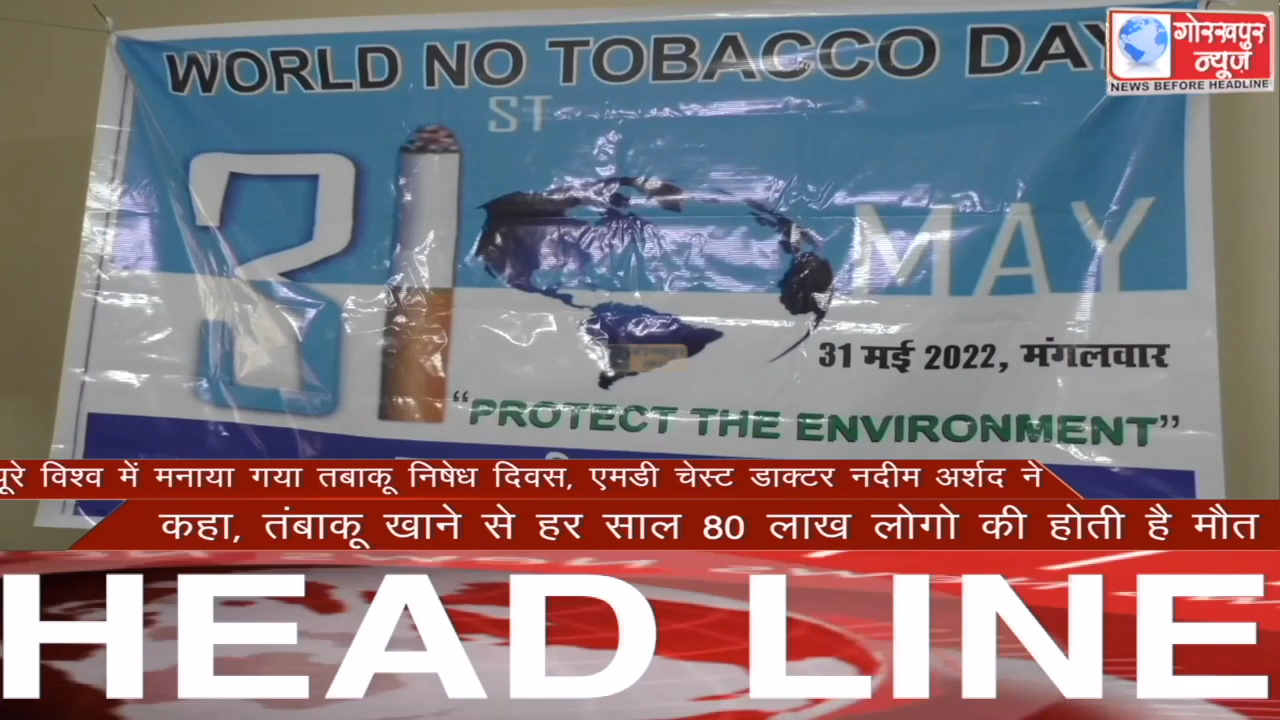 WORLD NO TOBACCO DAY
गोरखपुर
न्यूज़
NEWS BEFORE HEADLINE
31 ST MAY
31 मई 2022, मंगलवार
“PROTECT THE ENVIRONMENT”
पूरे विश्व में मनाया गया तबाकू निषेध दिवस, एमडी चेस्ट डाक्टर नदीम अर्शद ने
कहा, तंबाकू खाने से हर साल 80 लाख लोगो की होती है मौत
HEAD LINE